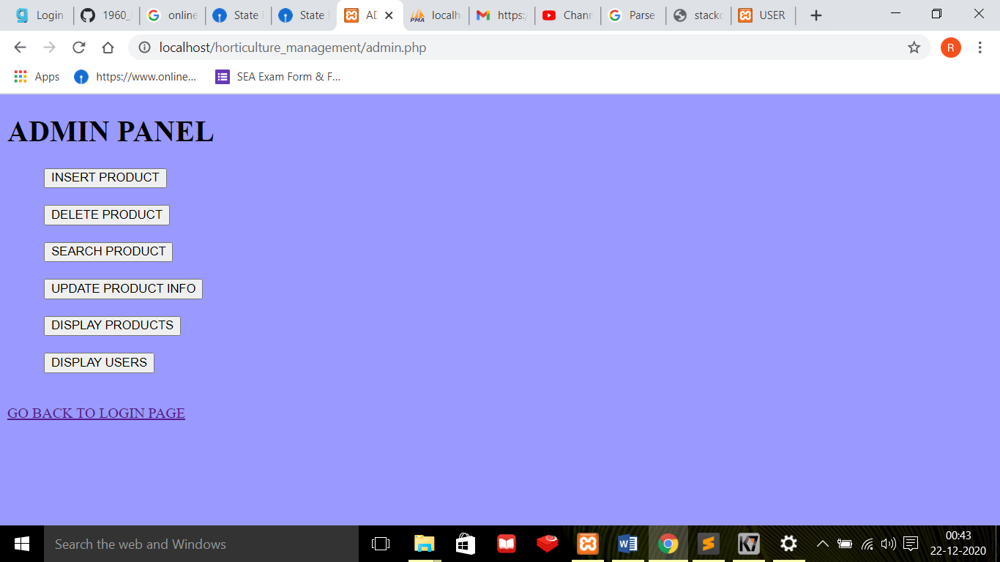 Login
1960_
online
State
State
AD
localh
https:/
Chann
Parse
stackc
USER
localhost/horticulture_management/admin.php
R
Apps
https://www.online...
SEA Exam Form & F...
ADMIN PANEL
INSERT PRODUCT
DELETE PRODUCT
SEARCH PRODUCT
UPDATE PRODUCT INFO
DISPLAY PRODUCTS
DISPLAY USERS
GO BACK TO LOGIN PAGE
Search the web and Windows
00:43
22-12-2020